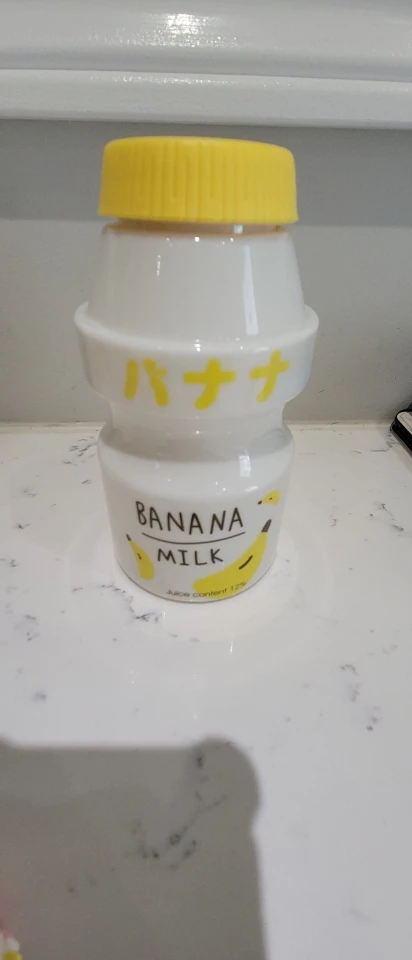 バナナ
BANANA
MILK
Juice content 12%